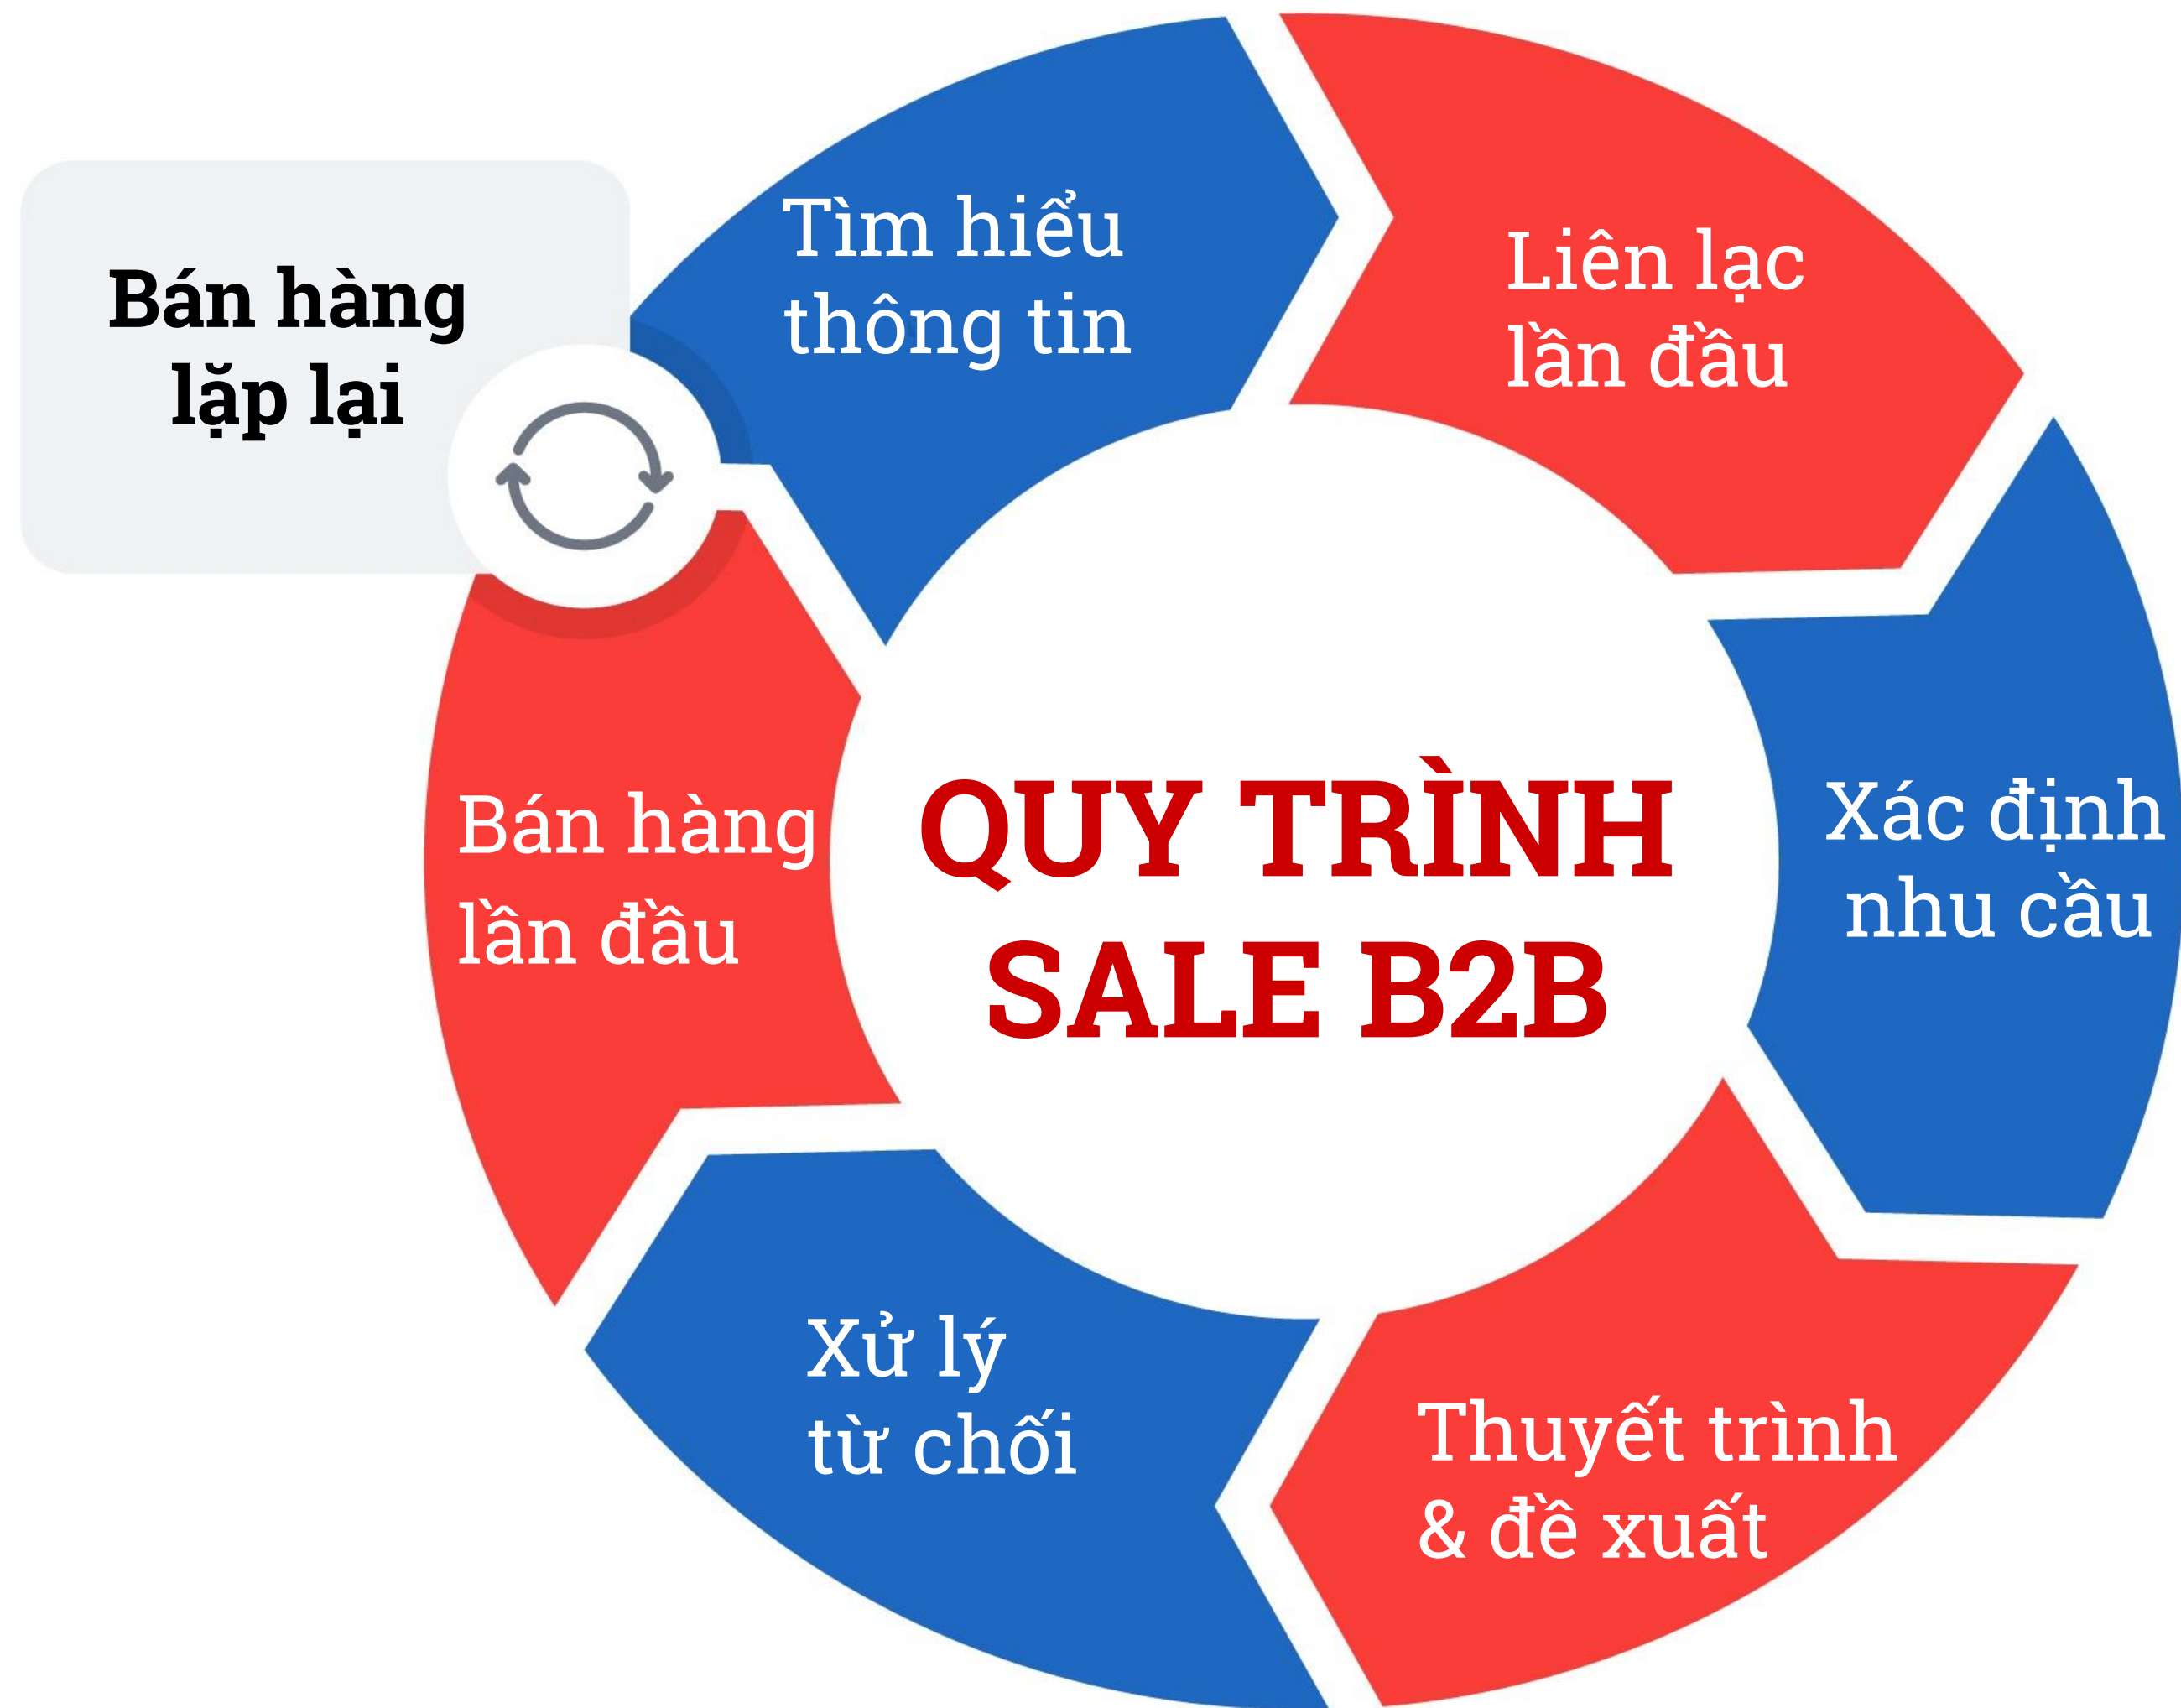 Bán hàng
lặp lại
Tìm hiểu
thông tin
Liên lạc
lần đầu
Xác định
nhu cầu
Thuyết trình
& đề xuất
Xử lý
từ chối
Bán hàng
lần đầu
QUY TRÌNH
SALE B2B